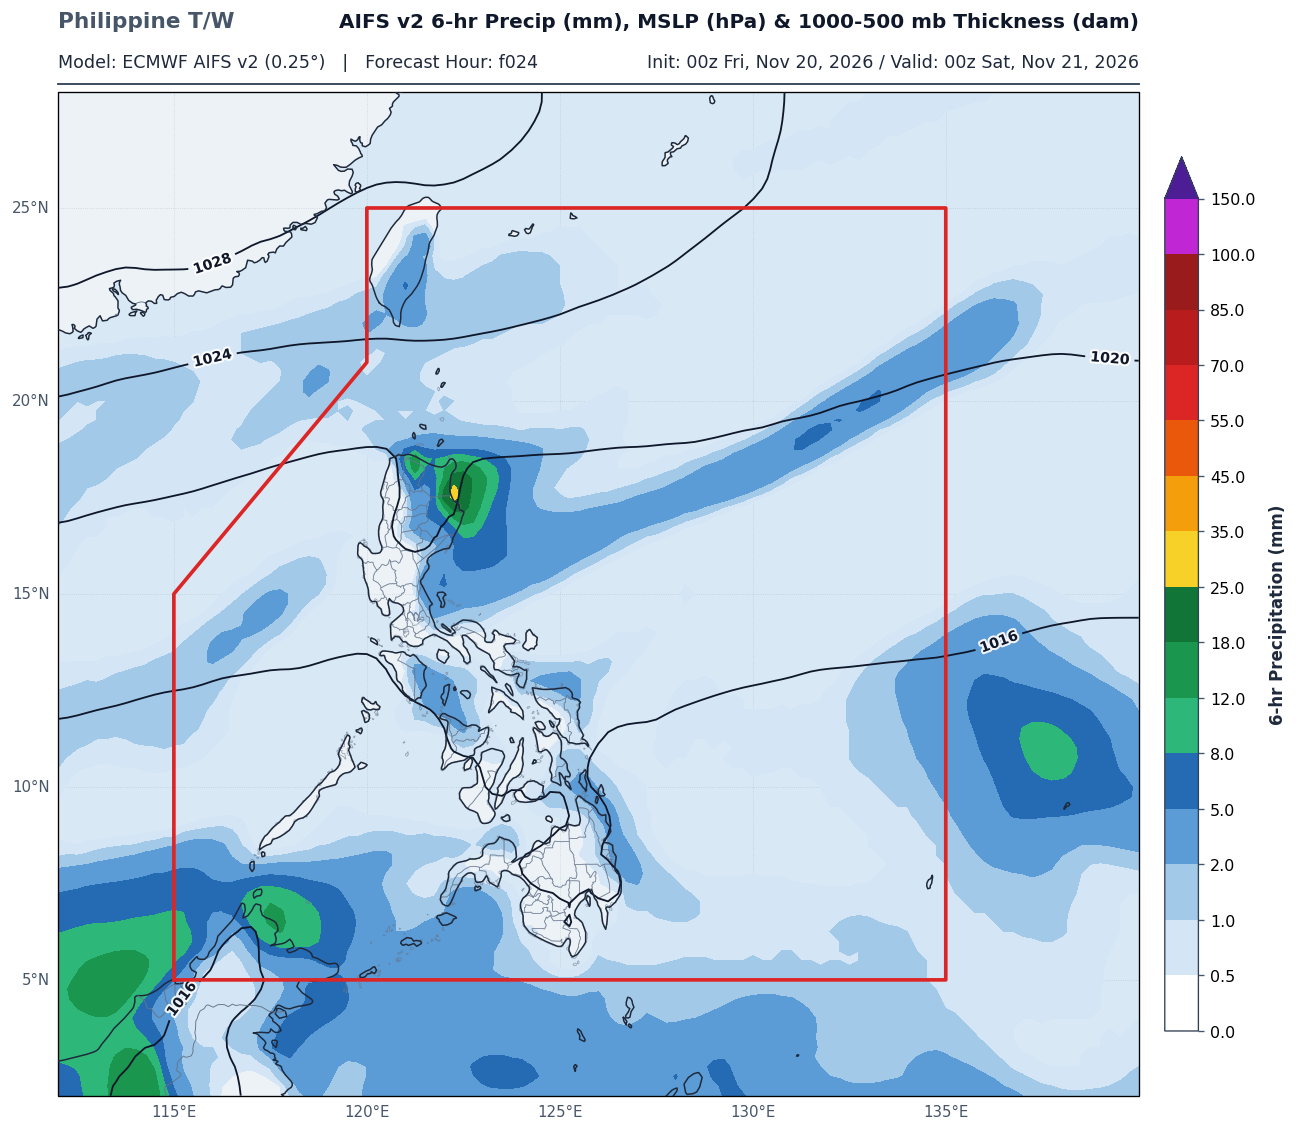 Philippine T/W
AIFS v2 6-hr Precip (mm), MSLP (hPa) & 1000-500 mb Thickness (dam)
Model: ECMWF AIFS v2 (0.25°) | Forecast Hour: f024
Init: 00z Fri, Nov 20, 2026 / Valid: 00z Sat, Nov 21, 2026
25°N
20°N
15°N
10°N
5°N
115°E
120°E
125°E
130°E
135°E
1028
1024
1020
1016
1016
150.0
100.0
85.0
70.0
55.0
45.0
35.0
25.0
18.0
12.0
8.0
5.0
2.0
1.0
0.5
0.0
6-hr Precipitation (mm)